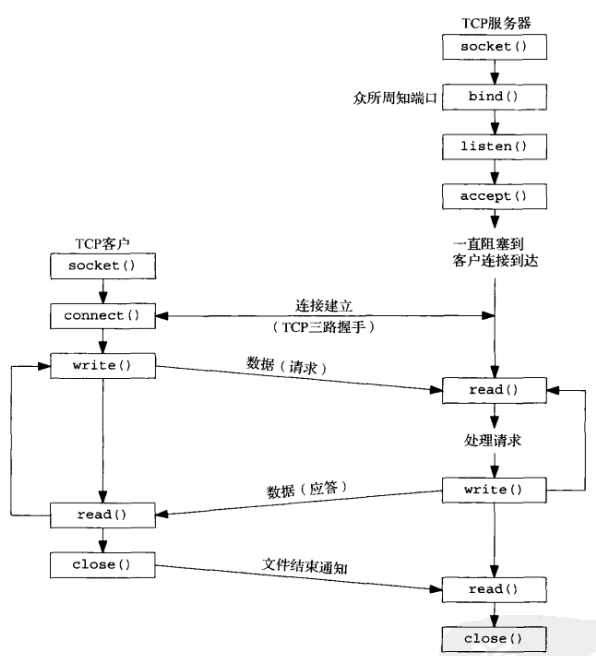 TCP服务器
socket()
众所周知端口
bind()
listen()
accept()
一直阻塞到
客户连接到达
TCP客户
socket()
connect()
连接建立
（TCP三路握手）
write()
数据（请求）
read()
处理请求
数据（应答）
write()
read()
close()
文件结束通知
read()
close()